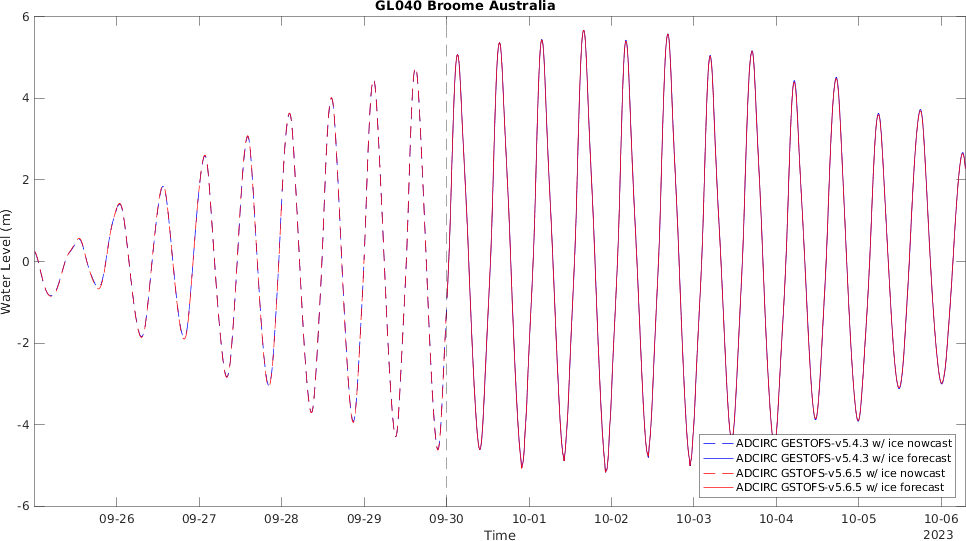 GL040 Broome Australia
6
4
2
0
-2
-4
-6
Water Level (m)
ADCIRC GESTOFS-v5.4.3 w/ ice nowcast
ADCIRC GESTOFS-v5.4.3 w/ ice forecast
ADCIRC GSTOFS-v5.6.5 w/ ice nowcast
ADCIRC GSTOFS-v5.6.5 w/ ice forecast
09-26 09-27 09-28 09-29 09-30 10-01 10-02 10-03 10-04 10-05 10-06
2023
Time